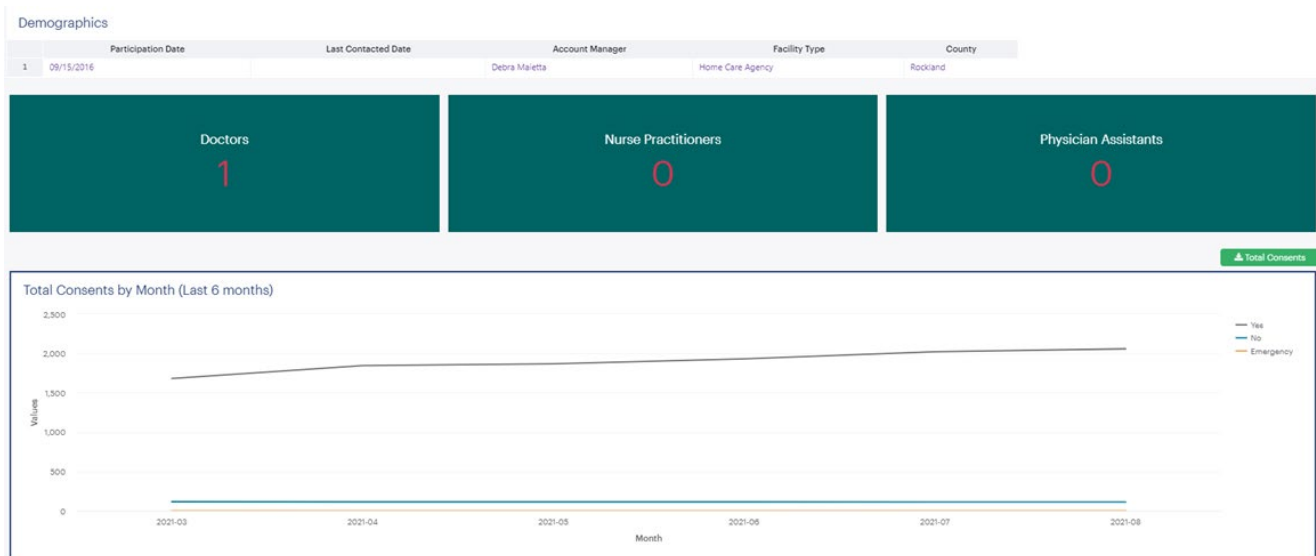 Demographics
Participation Date Last Contacted Date Account Manager Facility Type County
1 09/15/2016 Debra Maietta Home Care Agency Rockland
Doctors Nurse Practitioners Physician Assistants
1 0 0
Total Consents
Total Consents by Month (Last 6 months)
2,500
2,000
1,500
1,000
500
0
Values
Yes
No
Emergency
2021-03 2021-04 2021-05 2021-06 2021-07 2021-08
Month